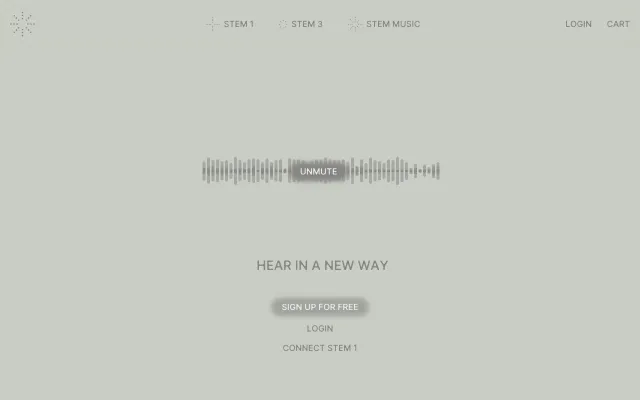 STEM 1 STEM 3 STEM MUSIC LOGIN CART
UNMUTE
HEAR IN A NEW WAY
SIGN UP FOR FREE
LOGIN
CONNECT STEM 1